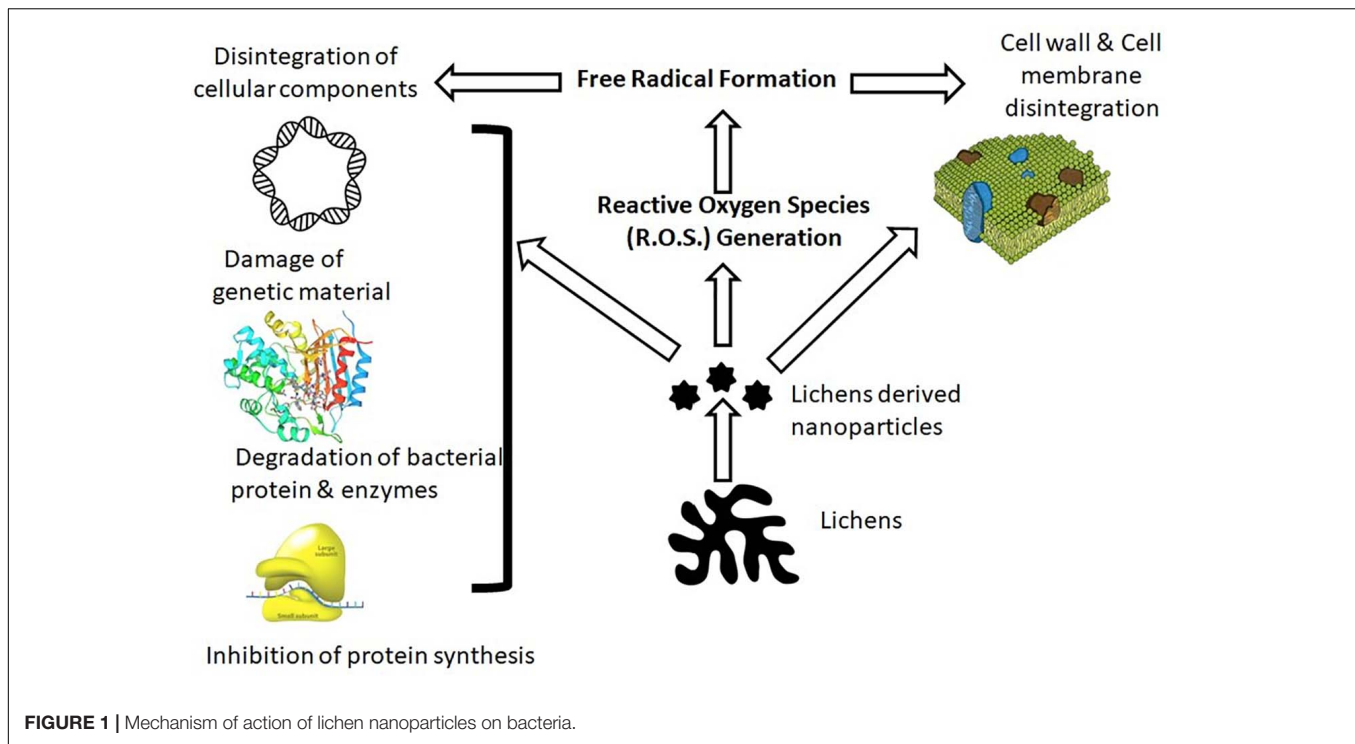 Disintegration of
cellular components
Free Radical Formation
Cell wall & Cell
membrane
disintegration
Reactive Oxygen Species
(R.O.S.) Generation
Damage of
genetic material
Lichens derived
nanoparticles
Degradation of bacterial
protein & enzymes
Lichens
Large
subunit
Small subunit
Inhibition of protein synthesis
FIGURE 1 | Mechanism of action of lichen nanoparticles on bacteria.